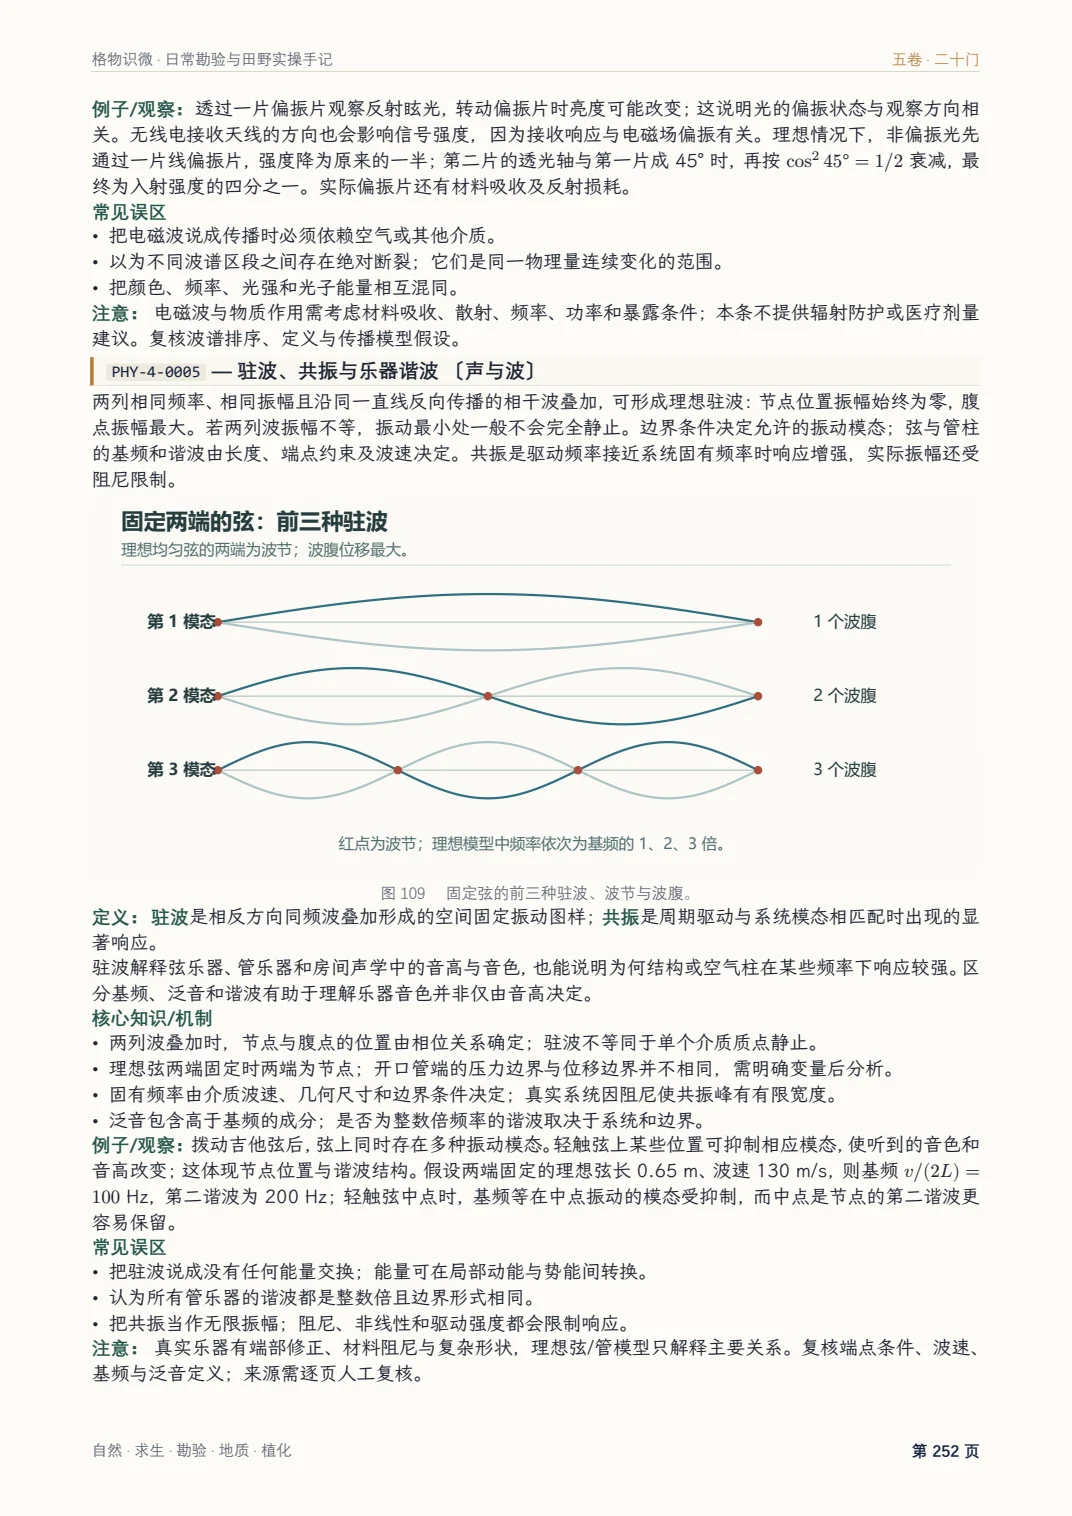 格物识微 · 日常勘验与田野实操手记
五卷 · 二十门
例子/观察：透过一片偏振片观察反射眩光，转动偏振片时亮度可能改变；这说明光的偏振状态与观察方向相
关。无线电接收天线的方向也会影响信号强度，因为接收响应与电磁场偏振有关。理想情况下，非偏振光先
通过一片线偏振片，强度降为原来的一半；第二片的透光轴与第一片成 45° 时，再按 cos² 45° = 1/2 衰减，最
终为入射强度的四分之一。实际偏振片还有材料吸收及反射损耗。
常见误区
• 把电磁波说成传播时必须依赖空气或其他介质。
• 以为不同波谱区段之间存在绝对断裂；它们是同一物理量连续变化的范围。
• 把颜色、频率、光强和光子能量相互混同。
注意： 电磁波与物质作用需考虑材料吸收、散射、频率、功率和暴露条件；本条不提供辐射防护或医疗剂量
建议。复核波谱排序、定义与传播模型假设。
PHY-4-0005 — 驻波、共振与乐器谐波 〔声与波〕
两列相同频率、相同振幅且沿同一直线反向传播的相干波叠加，可形成理想驻波：节点位置振幅始终为零，腹
点振幅最大。若两列波振幅不等，振动最小处一般不会完全静止。边界条件决定允许的振动模态；弦与管柱
的基频和谐波由长度、端点约束及波速决定。共振是驱动频率接近系统固有频率时响应增强，实际振幅还受
阻尼限制。
固定两端的弦：前三种驻波
理想均匀弦的两端为波节；波腹位移最大。
第 1 模态 1 个波腹
第 2 模态 2 个波腹
第 3 模态 3 个波腹
红点为波节；理想模型中频率依次为基频的 1、2、3 倍。
图 109 固定弦的前三种驻波、波节与波腹。
定义：驻波是相反方向同频波叠加形成的空间固定振动图样；共振是周期驱动与系统模态相匹配时出现的显
著响应。
驻波解释弦乐器、管乐器和房间声学中的音高与音色，也能说明为何结构或空气柱在某些频率下响应较强。区
分基频、泛音和谐波有助于理解乐器音色并非仅由音高决定。
核心知识/机制
• 两列波叠加时，节点与腹点的位置由相位关系确定；驻波不等同于单个介质质点静止。
• 理想弦两端固定时两端为节点；开口管端的压力边界与位移边界并不相同，需明确变量后分析。
• 固有频率由介质波速、几何尺寸和边界条件决定；真实系统因阻尼使共振峰有有限宽度。
• 泛音包含高于基频的成分；是否为整数倍频率的谐波取决于系统和边界。
例子/观察：拨动吉他弦后，弦上同时存在多种振动模态。轻触弦上某些位置可抑制相应模态，使听到的音色和
音高改变；这体现节点位置与谐波结构。假设两端固定的理想弦长 0.65 m、波速 130 m/s，则基频 v/(2L) =
100 Hz，第二谐波为 200 Hz；轻触弦中点时，基频等在中点振动的模态受抑制，而中点是节点的第二谐波更
容易保留。
常见误区
• 把驻波说成没有任何能量交换；能量可在局部动能与势能间转换。
• 认为所有管乐器的谐波都是整数倍且边界形式相同。
• 把共振当作无限振幅；阻尼、非线性和驱动强度都会限制响应。
注意： 真实乐器有端部修正、材料阻尼与复杂形状，理想弦/管模型只解释主要关系。复核端点条件、波速、
基频与泛音定义；来源需逐页人工复核。
自然 · 求生 · 勘验 · 地质 · 植化
第 252 页